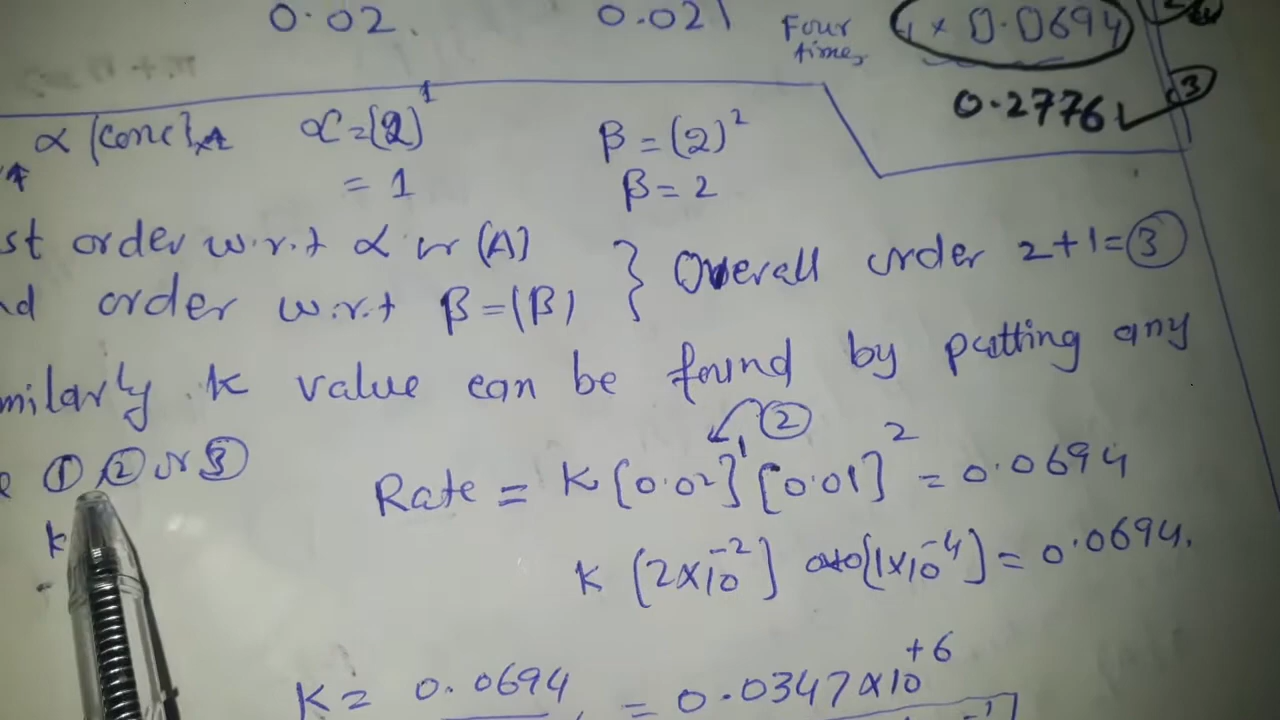 0.02. 0.021 Four times 4 × 0.0694
0.2776 ✓ (3)
α [conc]A α = (2)¹ β = (2)²
= 1 β = 2
st order w.r.t α or (A) } Overall order 2+1=(3)
nd order w.r.t β = (B) }
milarly k value can be found by putting any
e (1), (2) or (3) (2)
Rate = K [0.02]¹ [0.01]² = 0.0694
k
k [2×10⁻²] [1×10⁻⁴] = 0.0694.
K = 0.0694 = 0.0347×10⁺⁶